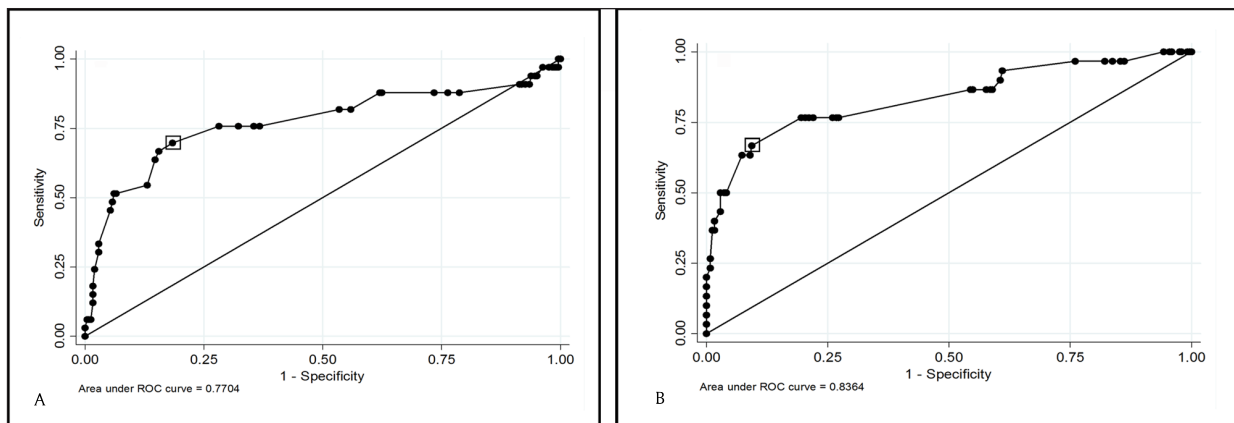 1.00
0.75
0.50
0.25
0.00
Sensitivity
0.00 0.25 0.50 0.75 1.00
1 - Specificity
Area under ROC curve = 0.7704
A
1.00
0.75
0.50
0.25
0.00
Sensitivity
0.00 0.25 0.50 0.75 1.00
1 - Specificity
Area under ROC curve = 0.8364
B